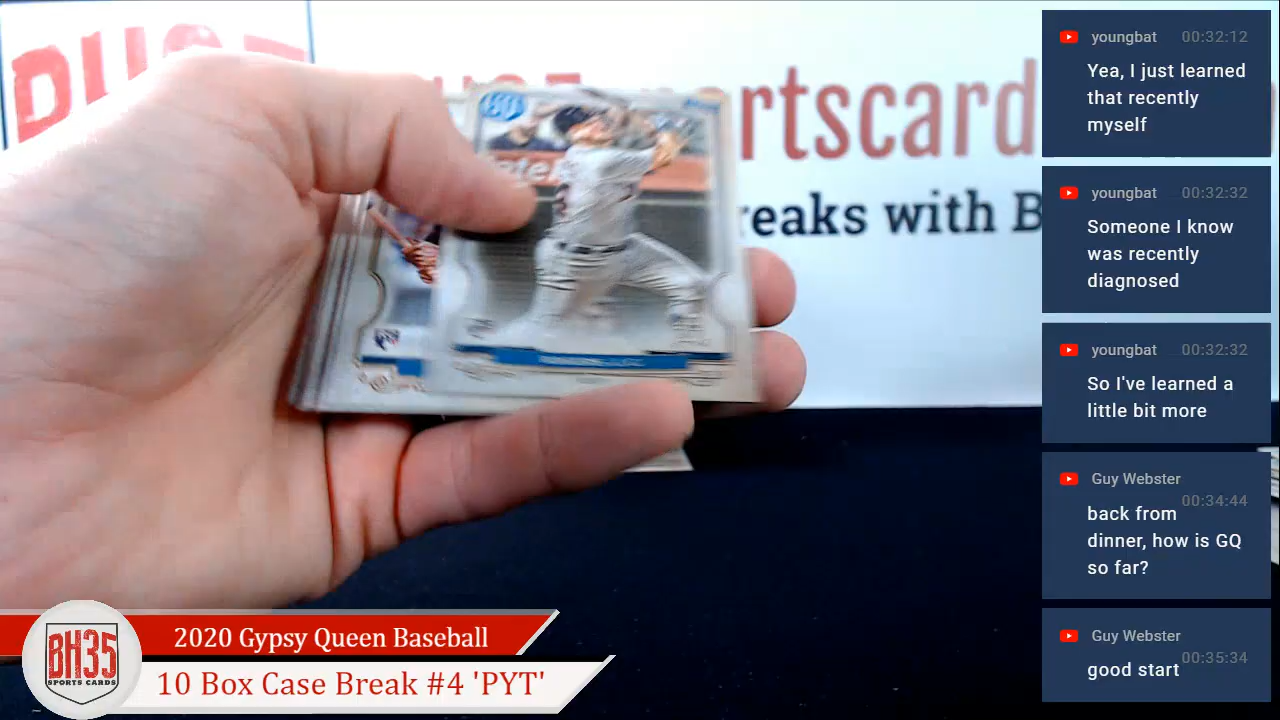 rtscard
reaks with B
youngbat 00:32:12
Yea, I just learned
that recently
myself
youngbat 00:32:32
Someone I know
was recently
diagnosed
youngbat 00:32:32
So I've learned a
little bit more
Guy Webster
00:34:44
back from
dinner, how is GQ
so far?
Guy Webster
00:35:34
good start
BH35
SPORTS CARDS
2020 Gypsy Queen Baseball
10 Box Case Break #4 'PYT'